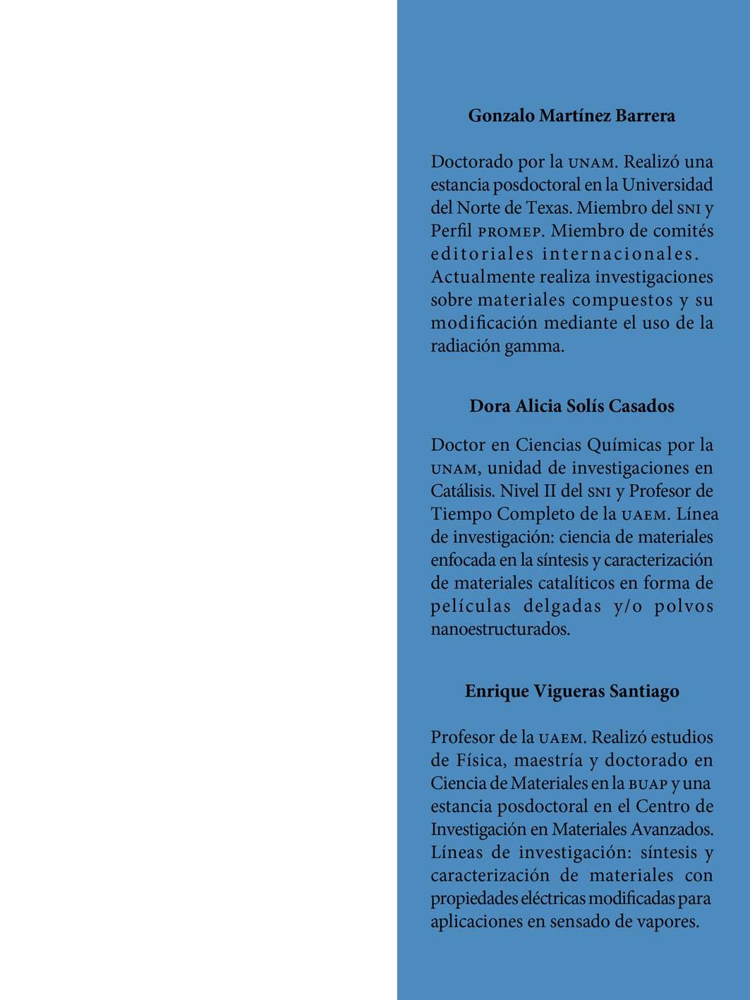 Gonzalo Martínez Barrera
Doctorado por la UNAM. Realizó una
estancia posdoctoral en la Universidad
del Norte de Texas. Miembro del SNI y
Perfil PROMEP. Miembro de comités
editoriales internacionales.
Actualmente realiza investigaciones
sobre materiales compuestos y su
modificación mediante el uso de la
radiación gamma.
Dora Alicia Solís Casados
Doctor en Ciencias Químicas por la
UNAM, unidad de investigaciones en
Catálisis. Nivel II del SNI y Profesor de
Tiempo Completo de la UAEM. Línea
de investigación: ciencia de materiales
enfocada en la síntesis y caracterización
de materiales catalíticos en forma de
películas delgadas y/o polvos
nanoestructurados.
Enrique Vigueras Santiago
Profesor de la UAEM. Realizó estudios
de Física, maestría y doctorado en
Ciencia de Materiales en la BUAP y una
estancia posdoctoral en el Centro de
Investigación en Materiales Avanzados.
Líneas de investigación: síntesis y
caracterización de materiales con
propiedades eléctricas modificadas para
aplicaciones en sensado de vapores.